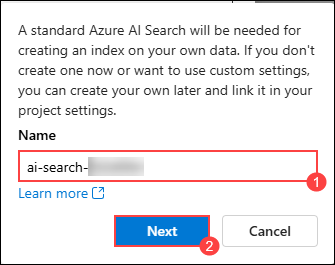 A standard Azure AI Search will be needed for
creating an index on your own data. If you don't
create one now or want to use custom settings,
you can create your own later and link it in your
project settings.
Name
ai-search-
1
Learn more
Next
2
Cancel